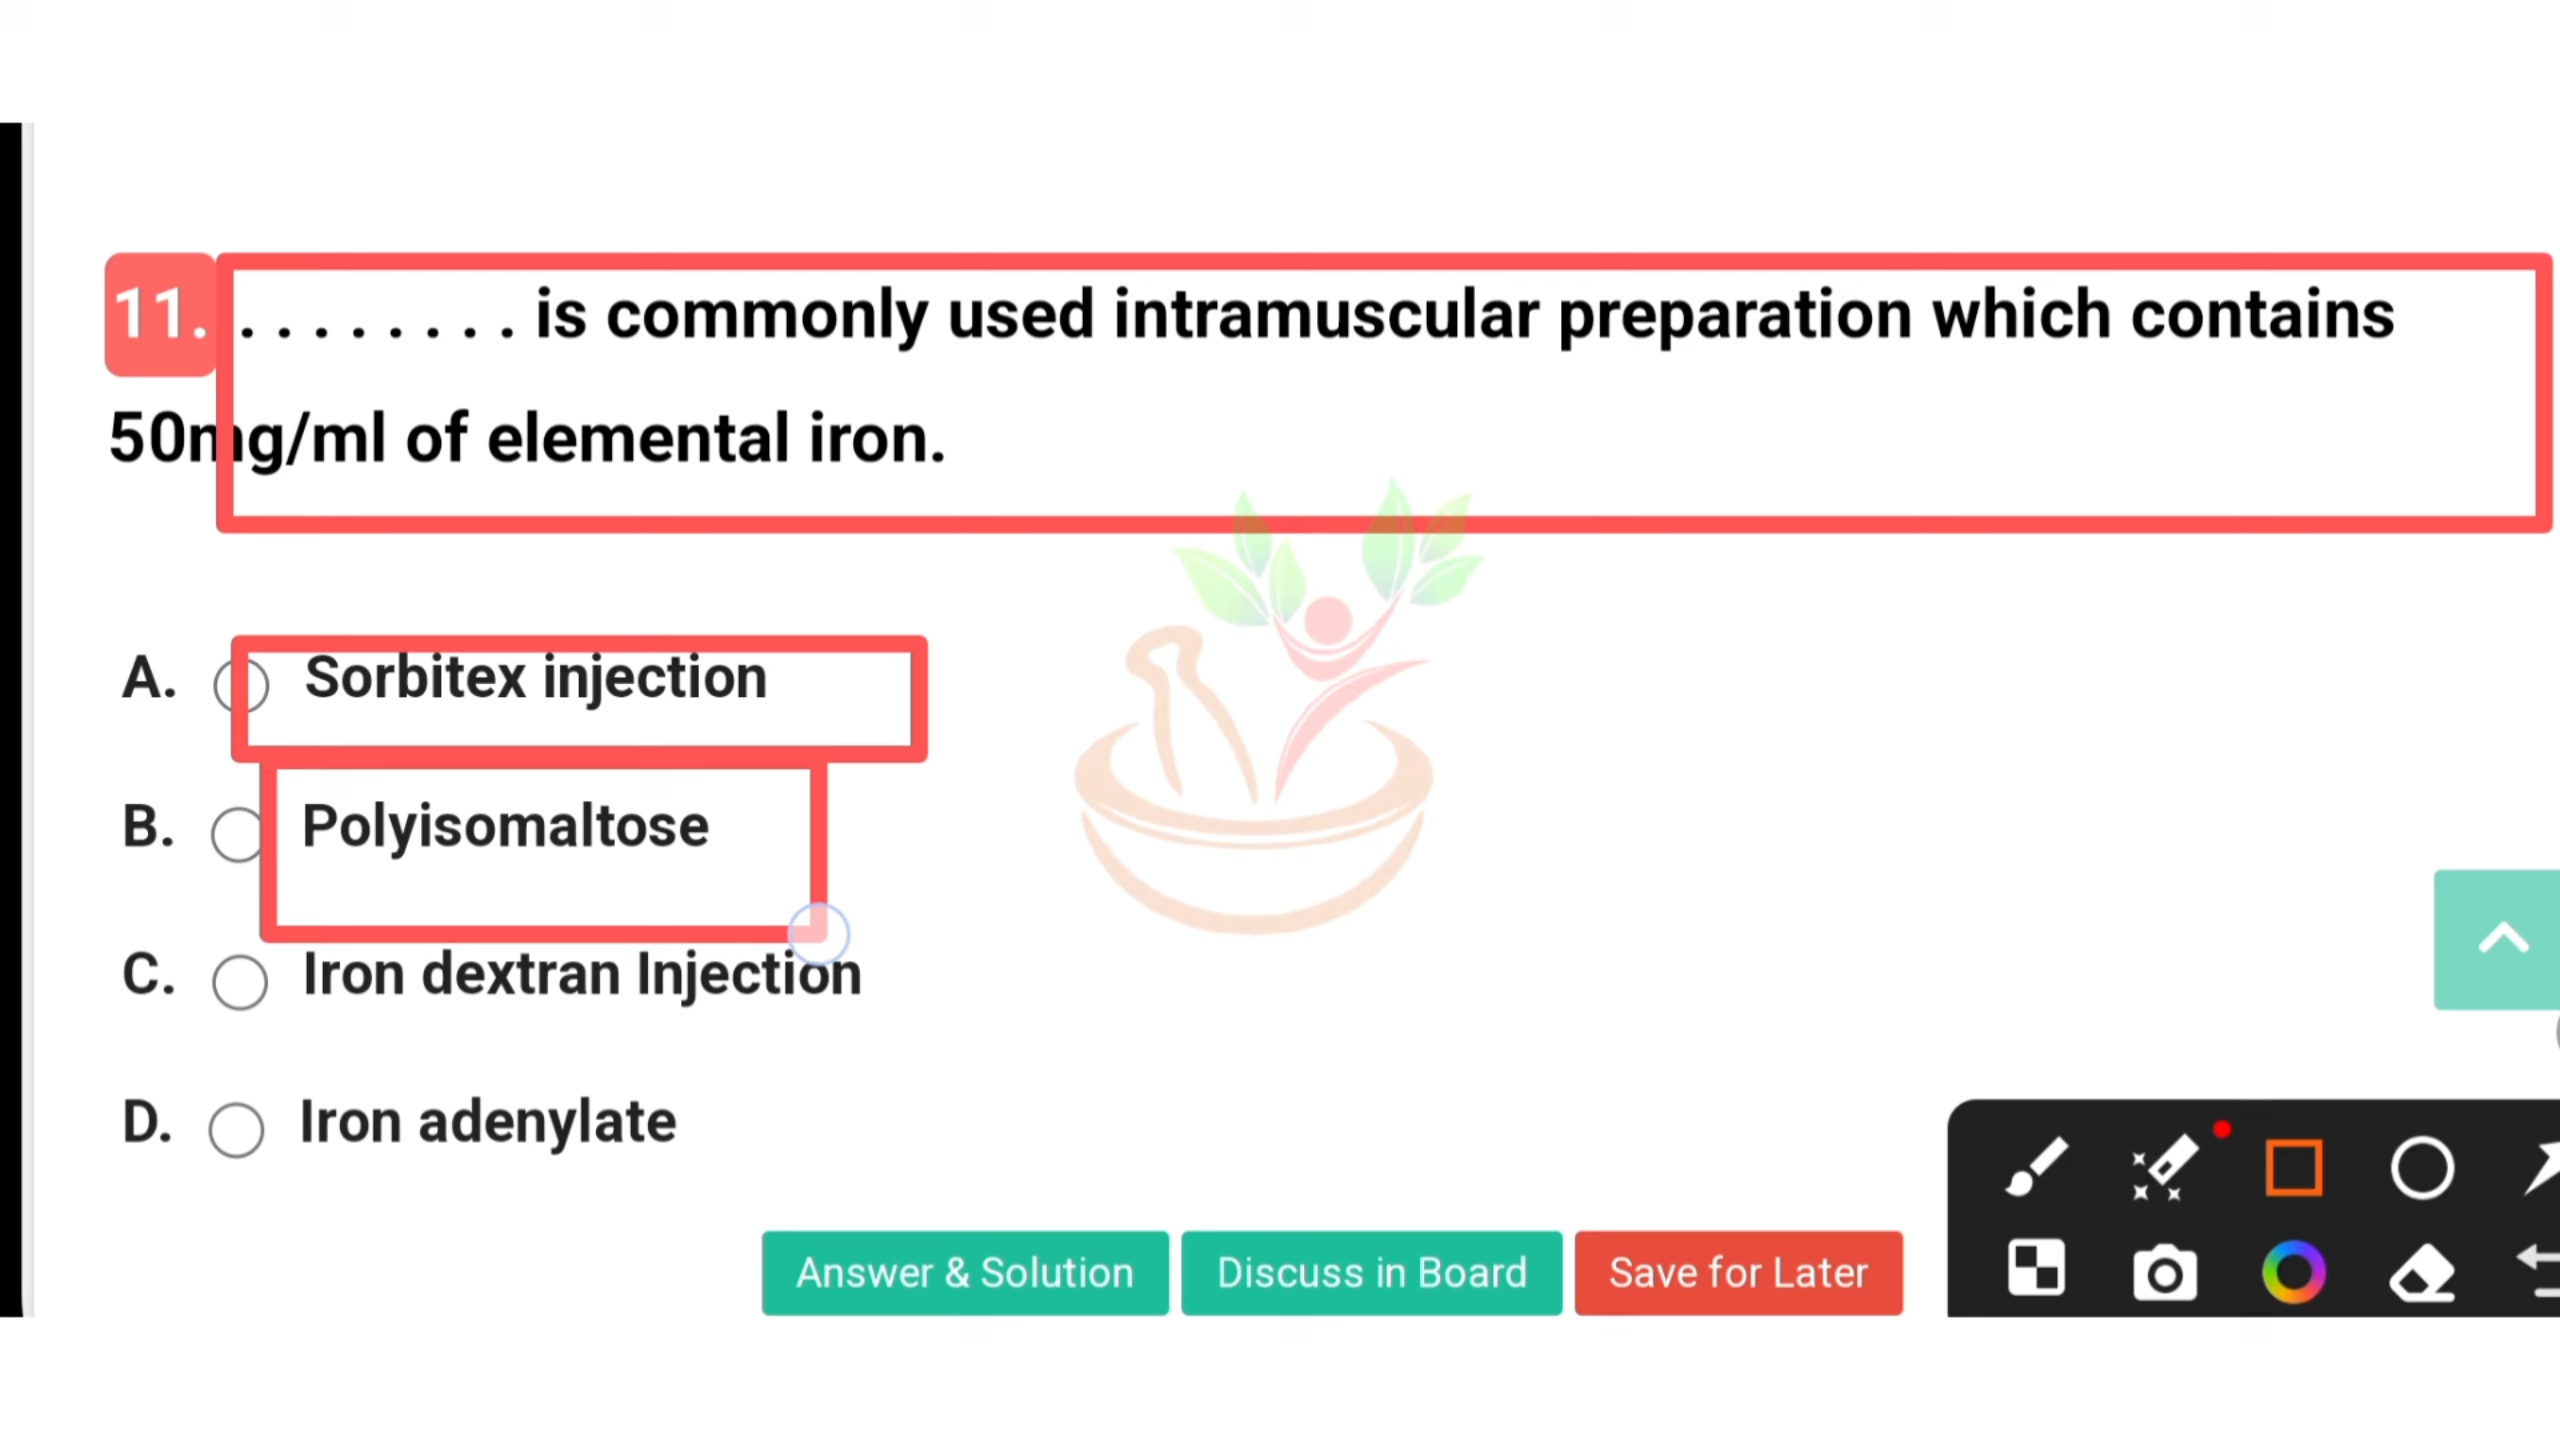 11. . . . . . . . . is commonly used intramuscular preparation which contains
50mg/ml of elemental iron.
A. Sorbitex injection
B. Polyisomaltose
C. Iron dextran Injection
D. Iron adenylate
Answer & Solution Discuss in Board Save for Later